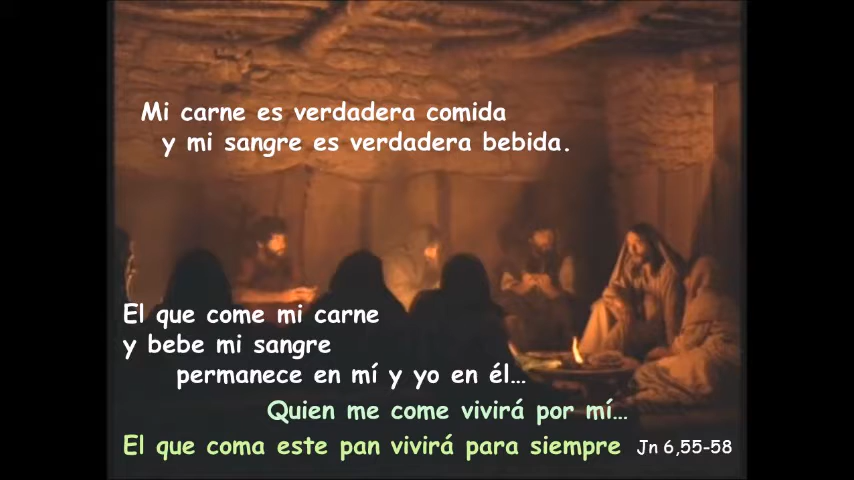 Mi carne es verdadera comida
y mi sangre es verdadera bebida.
El que come mi carne
y bebe mi sangre
permanece en mí y yo en él...
Quien me come vivirá por mí...
El que coma este pan vivirá para siempre Jn 6,55-58